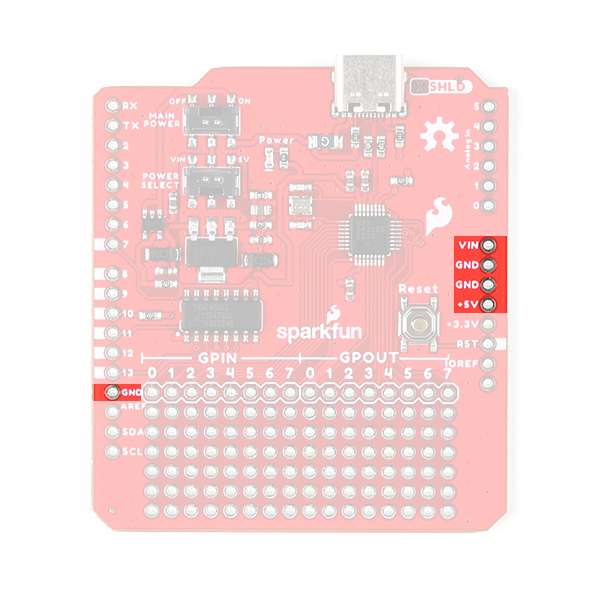 SHLD
RX
TX
2
3
4
5
6
7
8
9
10
11
12
13
GND
AREF
SDA
SCL
OFF ON
MAIN
POWER
VIN 5V
POWER
SELECT
Power
Analog In
5
4
3
2
1
0
VIN
GND
GND
+5V
+3.3V
RST
IOREF
Reset
sparkfun
GPIN GPOUT
0 1 2 3 4 5 6 7 0 1 2 3 4 5 6 7